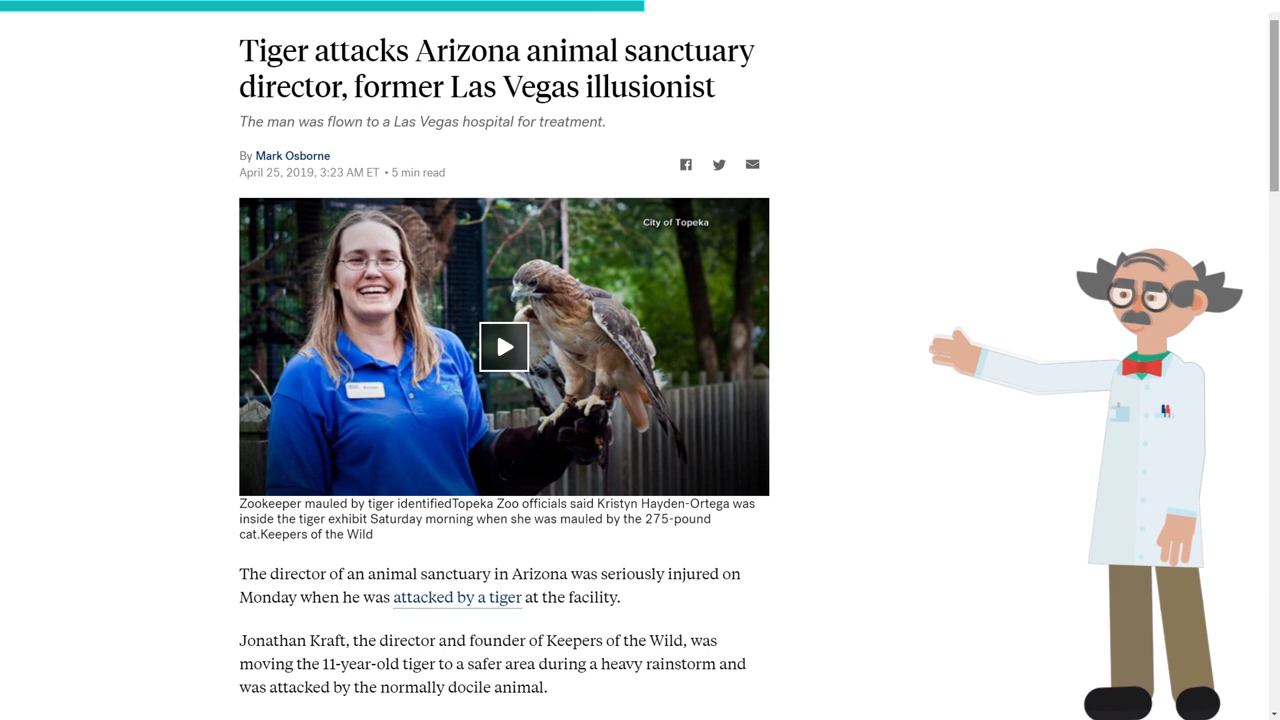 Tiger attacks Arizona animal sanctuary
director, former Las Vegas illusionist
The man was flown to a Las Vegas hospital for treatment.
By Mark Osborne
April 25, 2019, 3:23 AM ET • 5 min read
City of Topeka
Zookeeper mauled by tiger identifiedTopeka Zoo officials said Kristyn Hayden-Ortega was
inside the tiger exhibit Saturday morning when she was mauled by the 275-pound
cat.Keepers of the Wild
The director of an animal sanctuary in Arizona was seriously injured on
Monday when he was attacked by a tiger at the facility.
Jonathan Kraft, the director and founder of Keepers of the Wild, was
moving the 11-year-old tiger to a safer area during a heavy rainstorm and
was attacked by the normally docile animal.